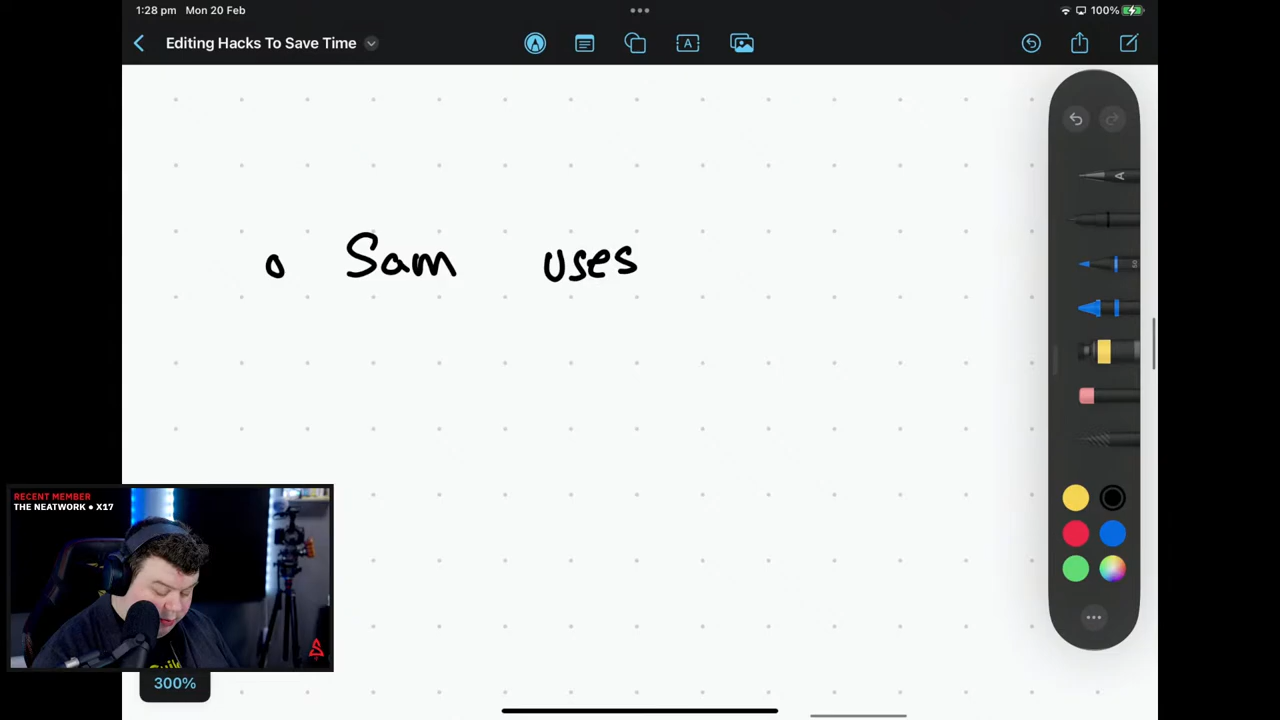 1:28 pm Mon 20 Feb
100%
Editing Hacks To Save Time
A
A
50
o Sam uses
RECENT MEMBER
THE NEATWORK ● X17
300%